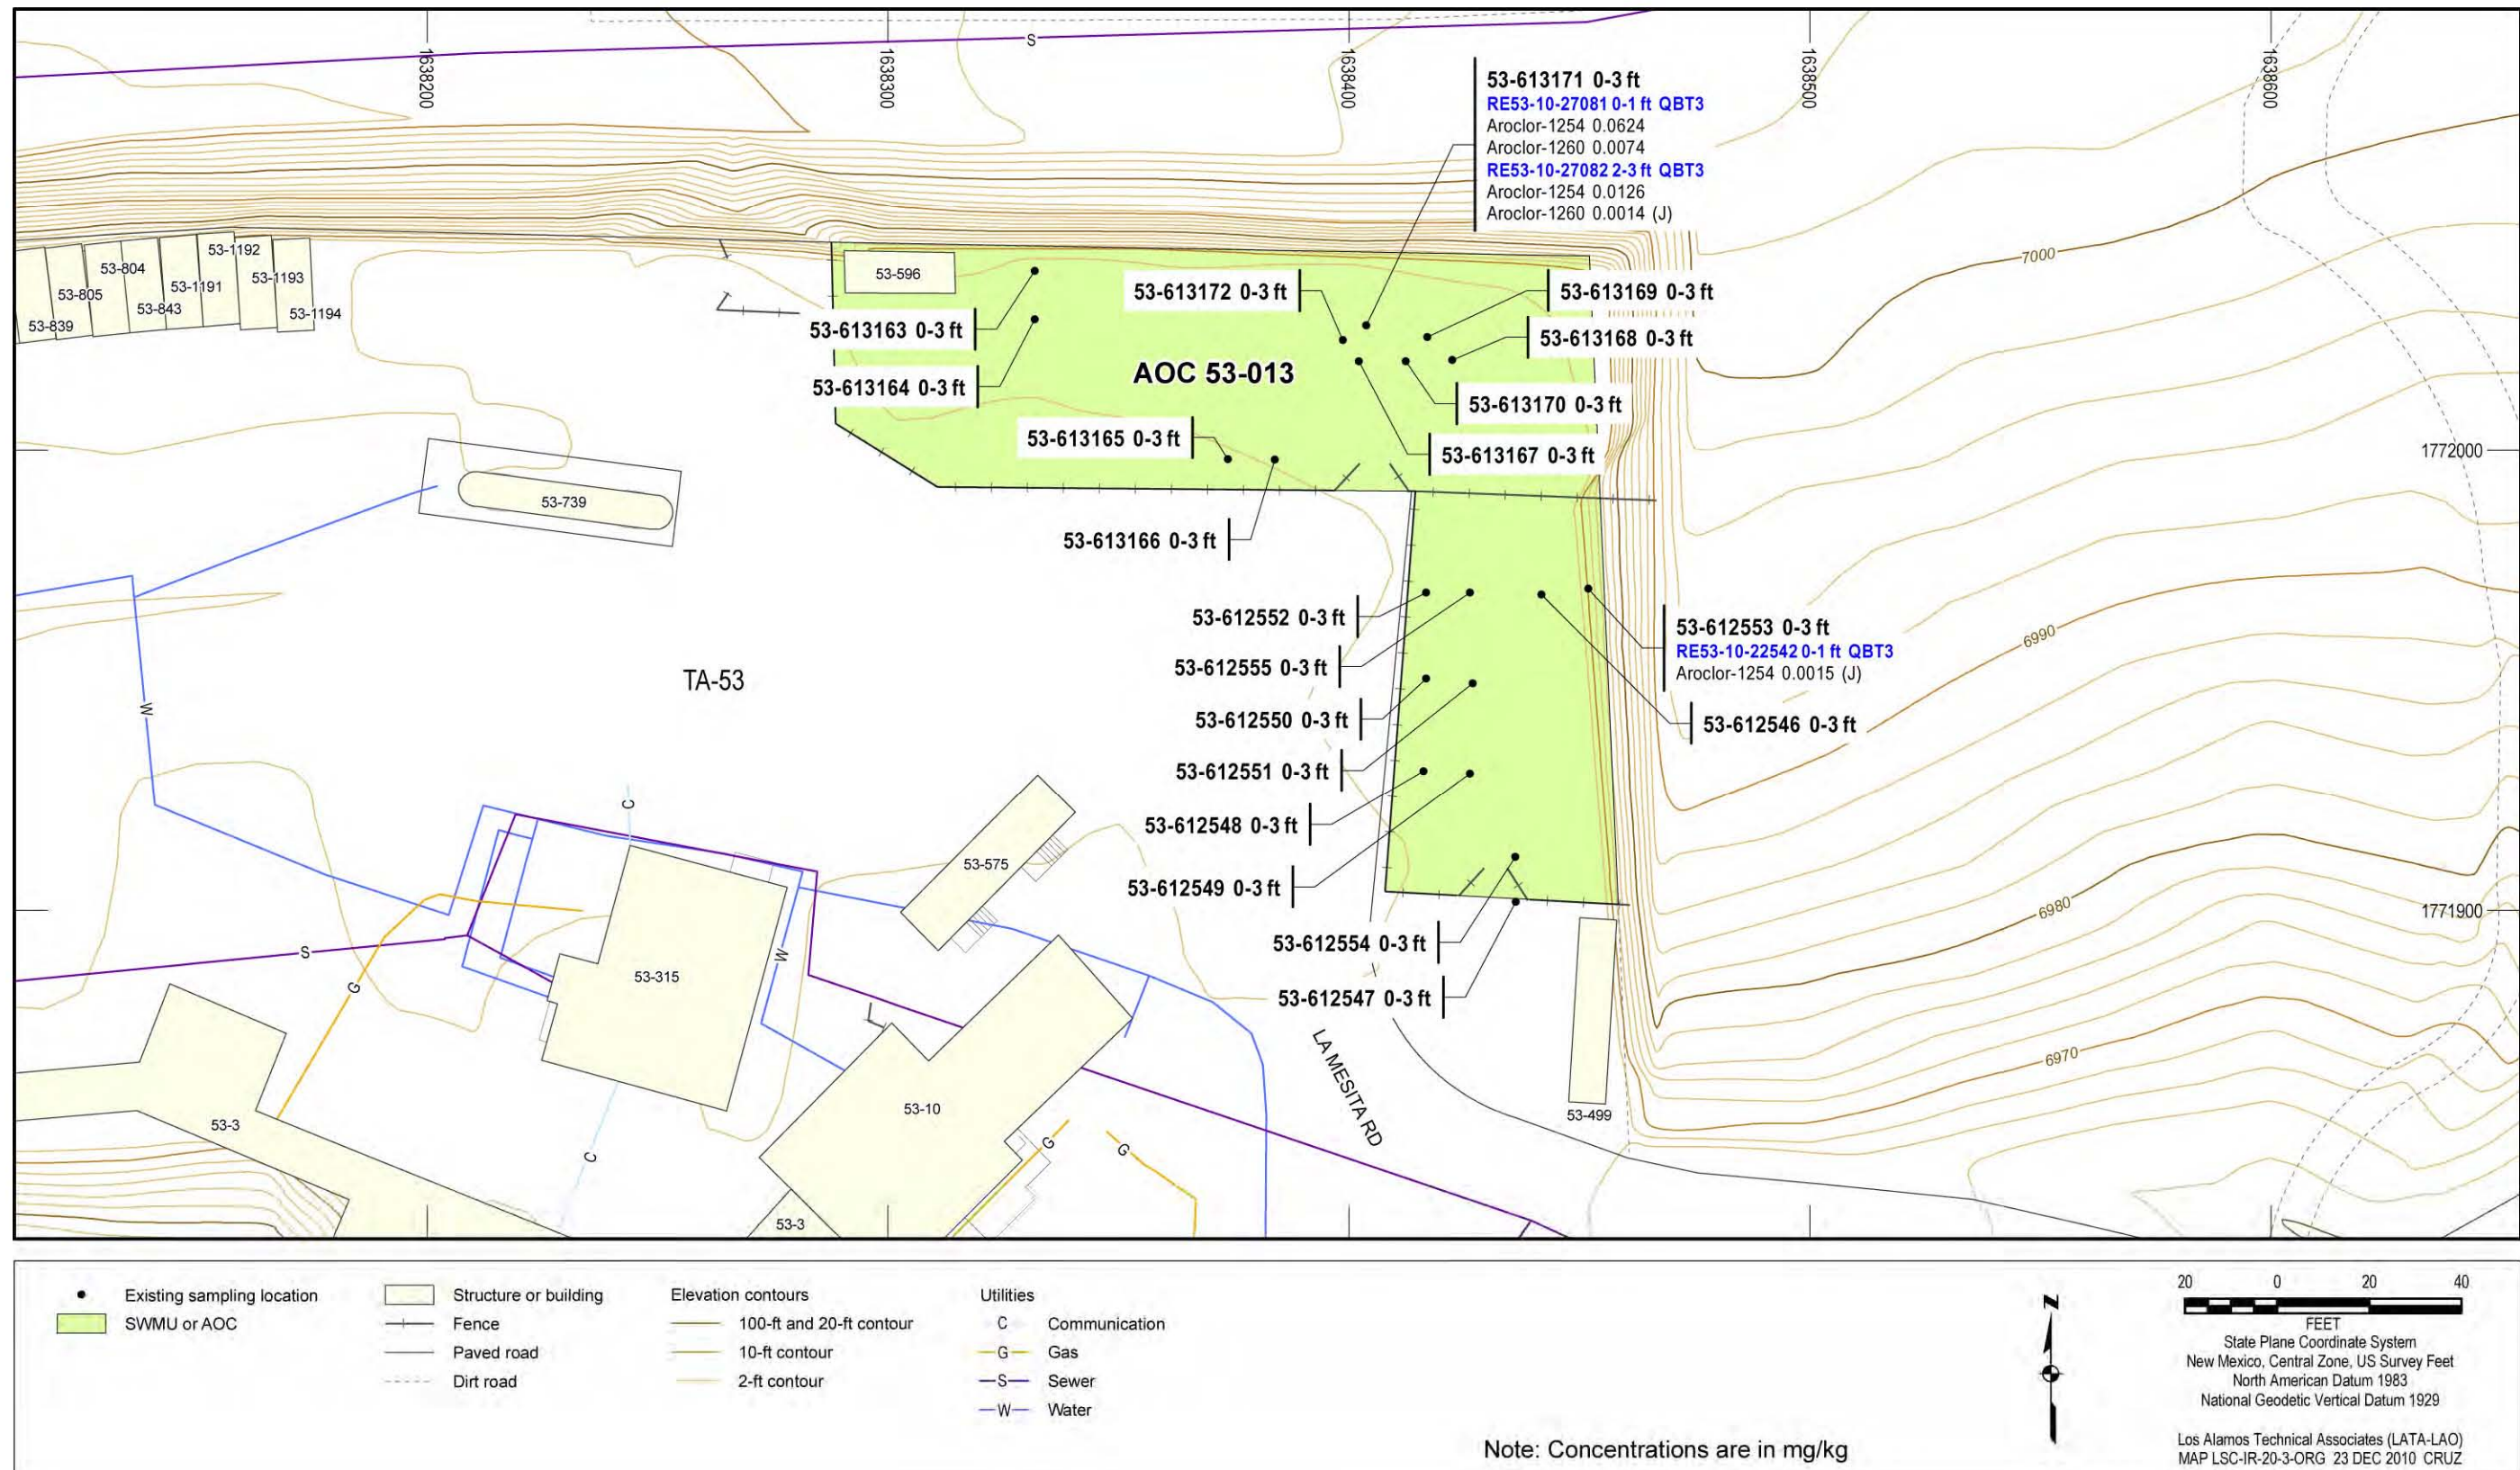 S
1638200
1638300
1638400
1638500
1638600
53-613171 0-3 ft
RE53-10-27081 0-1 ft QBT3
Aroclor-1254 0.0624
Aroclor-1260 0.0074
RE53-10-27082 2-3 ft QBT3
Aroclor-1254 0.0126
Aroclor-1260 0.0014 (J)
7000
53-839
53-805
53-804
53-843
53-1191
53-1192
53-1193
53-1194
53-596
53-613172 0-3 ft
53-613169 0-3 ft
53-613163 0-3 ft
53-613168 0-3 ft
AOC 53-013
53-613164 0-3 ft
53-613170 0-3 ft
53-613165 0-3 ft
53-613167 0-3 ft
1772000
53-739
53-613166 0-3 ft
53-612552 0-3 ft
53-612553 0-3 ft
RE53-10-22542 0-1 ft QBT3
Aroclor-1254 0.0015 (J)
6990
53-612555 0-3 ft
TA-53
W
53-612550 0-3 ft
53-612546 0-3 ft
53-612551 0-3 ft
C
53-612548 0-3 ft
53-575
53-612549 0-3 ft
6980
1771900
53-612554 0-3 ft
S
G
53-315
W
53-612547 0-3 ft
LA MESITA RD
6970
53-10
53-499
53-3
C
G
G
53-3
Existing sampling location
SWMU or AOC
Structure or building
Fence
Paved road
Dirt road
Elevation contours
100-ft and 20-ft contour
10-ft contour
2-ft contour
Utilities
C Communication
G Gas
S Sewer
W Water
Note: Concentrations are in mg/kg
N
20 0 20 40
FEET
State Plane Coordinate System
New Mexico, Central Zone, US Survey Feet
North American Datum 1983
National Geodetic Vertical Datum 1929
Los Alamos Technical Associates (LATA-LAO)
MAP LSC-IR-20-3-ORG 23 DEC 2010 CRUZ